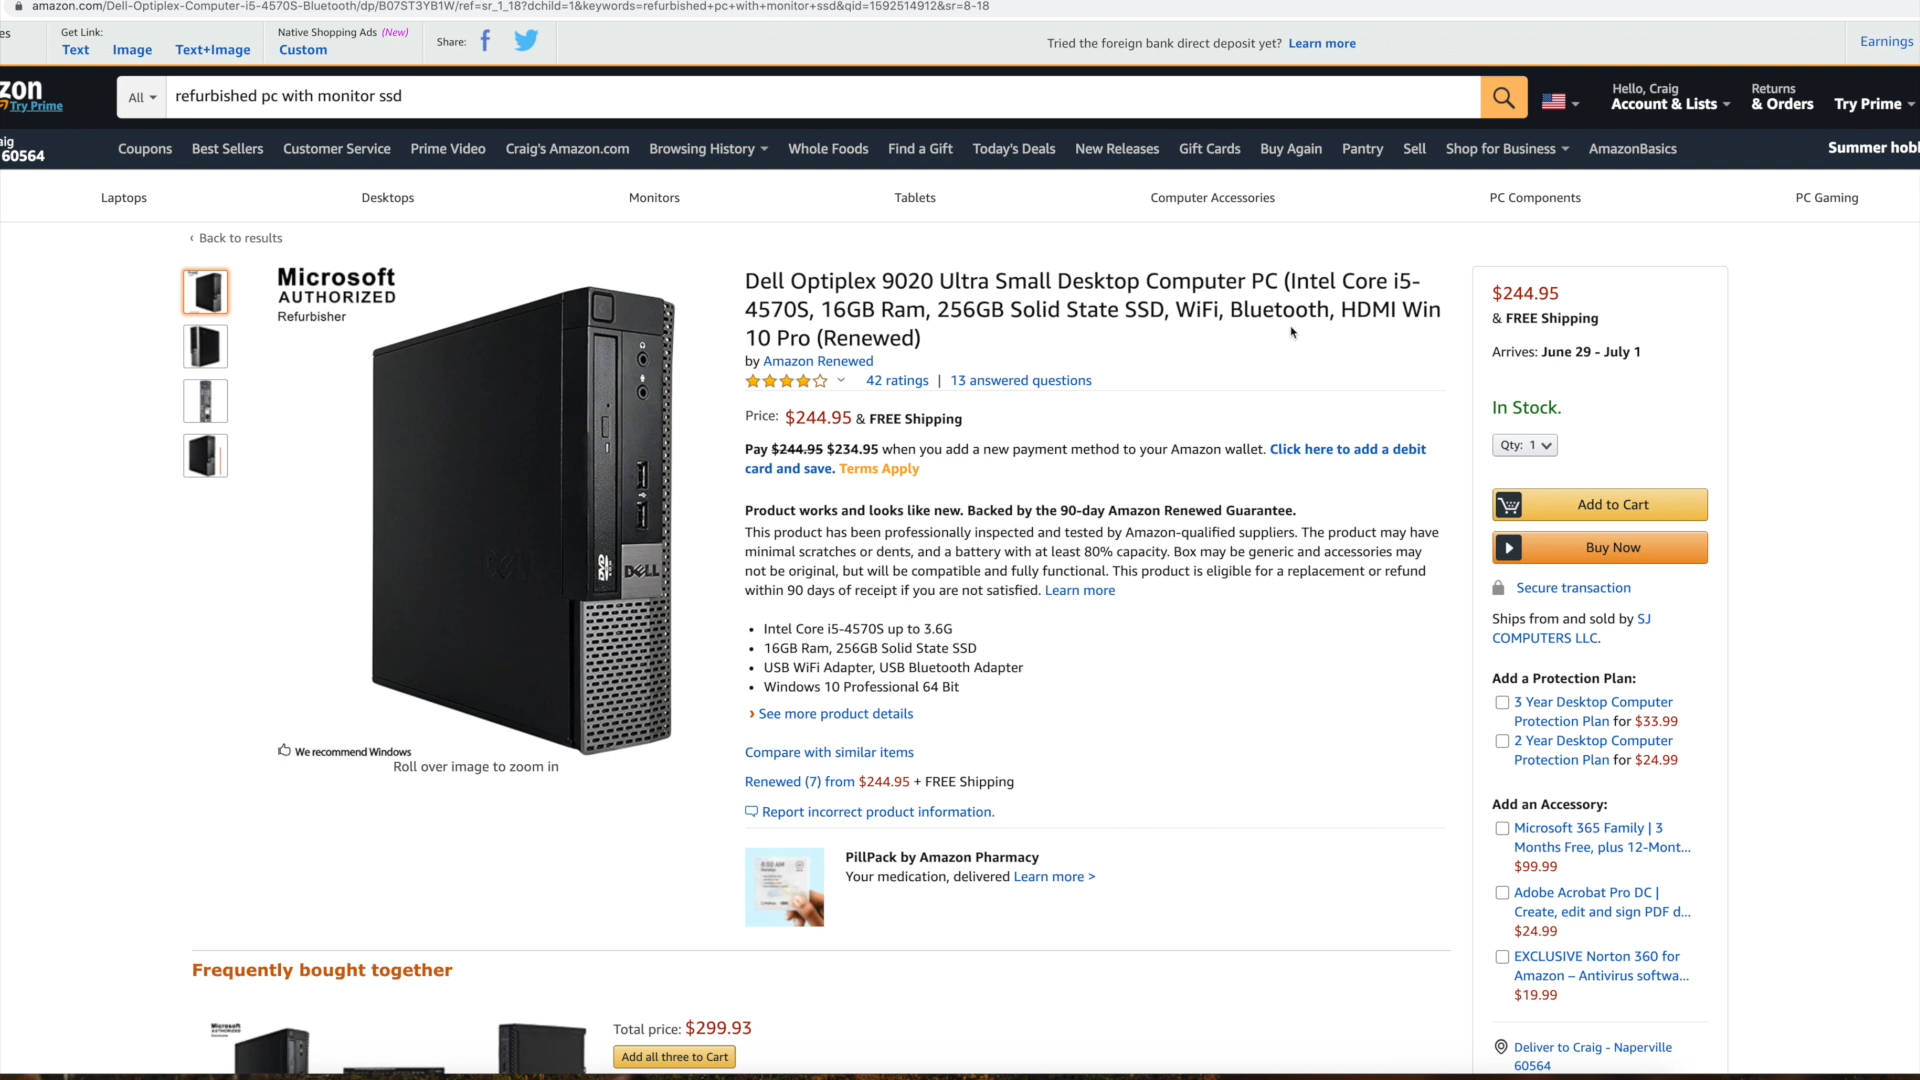 amazon.com/Dell-Optiplex-Computer-i5-4570S-Bluetooth/dp/B07ST3YB1W/ref=sr_1_18?dchild=1&keywords=refurbished+pc+with+monitor+ssd&qid=1592514912&sr=8-18
es
Get Link:
Text Image Text+Image
Native Shopping Ads (New)
Custom
Share:
Tried the foreign bank direct deposit yet? Learn more
Earnings
zon
Try Prime
All
refurbished pc with monitor ssd
Hello, Craig
Account & Lists
Returns
& Orders
Try Prime
aig
60564
Coupons Best Sellers Customer Service Prime Video Craig's Amazon.com Browsing History Whole Foods Find a Gift Today's Deals New Releases Gift Cards Buy Again Pantry Sell Shop for Business AmazonBasics
Summer hobb
Laptops Desktops Monitors Tablets Computer Accessories PC Components PC Gaming
‹ Back to results
Microsoft
AUTHORIZED
Refurbisher
DVD
DELL
We recommend Windows
Roll over image to zoom in
Dell Optiplex 9020 Ultra Small Desktop Computer PC (Intel Core i5-
4570S, 16GB Ram, 256GB Solid State SSD, WiFi, Bluetooth, HDMI Win
10 Pro (Renewed)
by Amazon Renewed
42 ratings | 13 answered questions
Price: $244.95 & FREE Shipping
Pay $244.95 $234.95 when you add a new payment method to your Amazon wallet. Click here to add a debit
card and save. Terms Apply
Product works and looks like new. Backed by the 90-day Amazon Renewed Guarantee.
This product has been professionally inspected and tested by Amazon-qualified suppliers. The product may have
minimal scratches or dents, and a battery with at least 80% capacity. Box may be generic and accessories may
not be original, but will be compatible and fully functional. This product is eligible for a replacement or refund
within 90 days of receipt if you are not satisfied. Learn more
• Intel Core i5-4570S up to 3.6G
• 16GB Ram, 256GB Solid State SSD
• USB WiFi Adapter, USB Bluetooth Adapter
• Windows 10 Professional 64 Bit
› See more product details
Compare with similar items
Renewed (7) from $244.95 + FREE Shipping
Report incorrect product information.
8:00 AM
PillPack by Amazon Pharmacy
Your medication, delivered Learn more >
$244.95
& FREE Shipping
Arrives: June 29 - July 1
In Stock.
Qty: 1
Add to Cart
Buy Now
Secure transaction
Ships from and sold by SJ
COMPUTERS LLC.
Add a Protection Plan:
3 Year Desktop Computer
Protection Plan for $33.99
2 Year Desktop Computer
Protection Plan for $24.99
Add an Accessory:
Microsoft 365 Family | 3
Months Free, plus 12-Mont...
$99.99
Adobe Acrobat Pro DC |
Create, edit and sign PDF d...
$24.99
EXCLUSIVE Norton 360 for
Amazon – Antivirus softwa...
$19.99
Deliver to Craig - Naperville
60564
Frequently bought together
Microsoft
AUTHORIZED
Total price: $299.93
Add all three to Cart